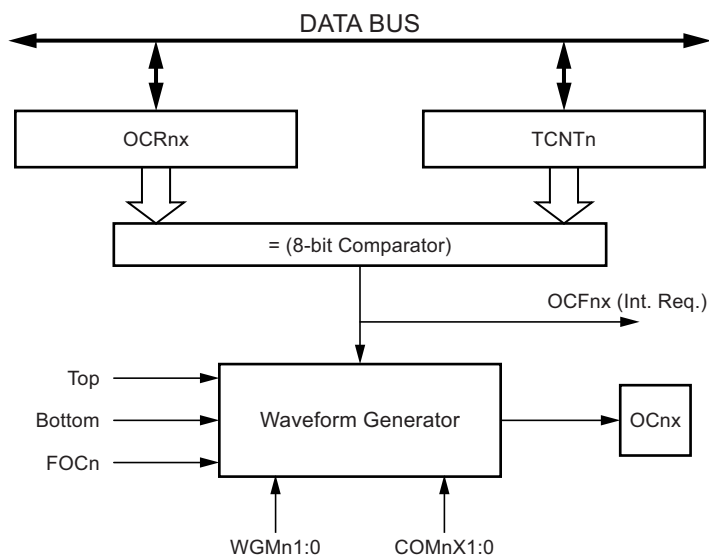 DATA BUS
OCRnx
TCNTn
= (8-bit Comparator)
OCFnx (Int. Req.)
Top
Bottom
FOCn
Waveform Generator
OCnx
WGMn1:0
COMnX1:0